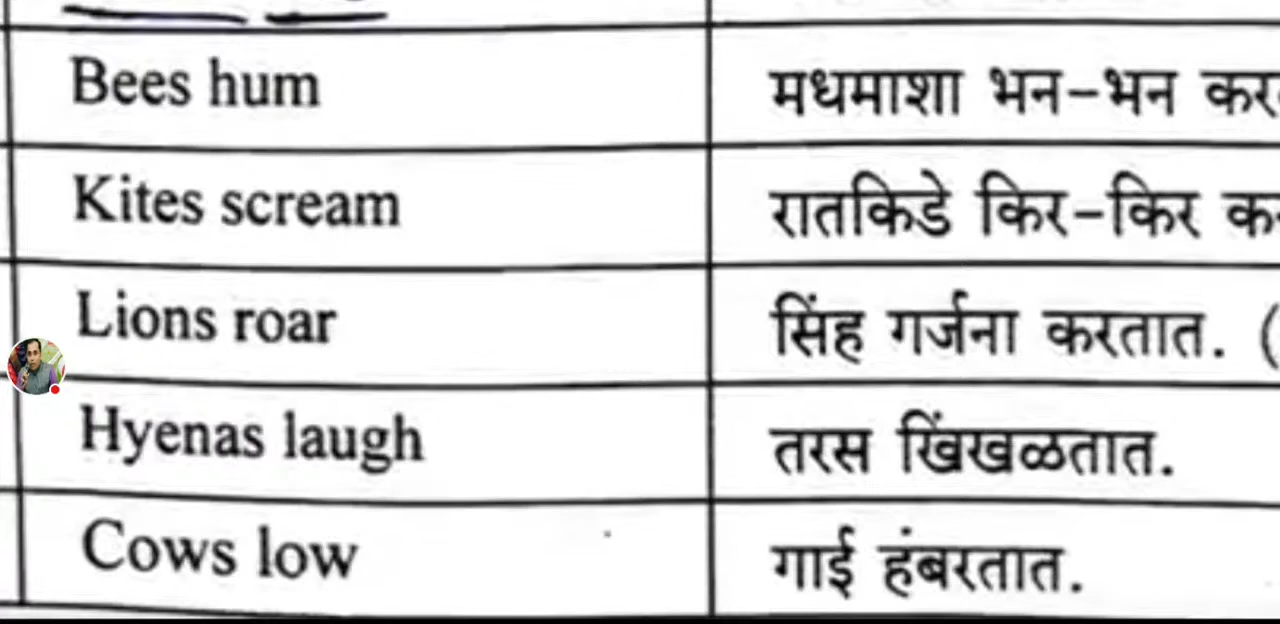 Bees hum मधमाशा भन-भन
Kites scream रातकिडे किर-किर
Lions roar सिंह गर्जना करतात. (
Hyenas laugh तरस खिंखळतात.
Cows low गाई हंबरतात.